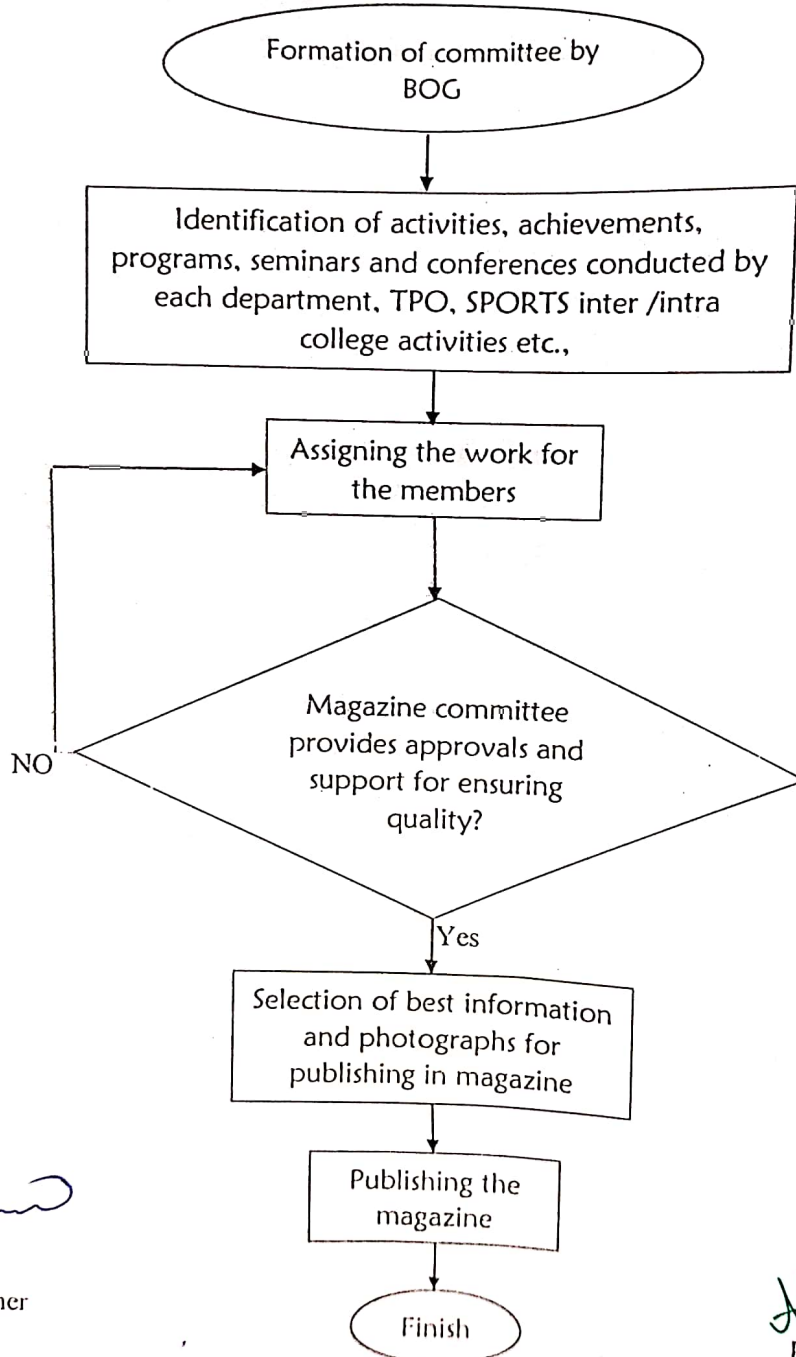 Formation of committee by
BOG
Identification of activities, achievements,
programs, seminars and conferences conducted by
each department, TPO, SPORTS inter /intra
college activities etc.,
Assigning the work for
the members
Magazine committee
provides approvals and
support for ensuring
quality?
NO
Yes
Selection of best information
and photographs for
publishing in magazine
Publishing the
magazine
Finish